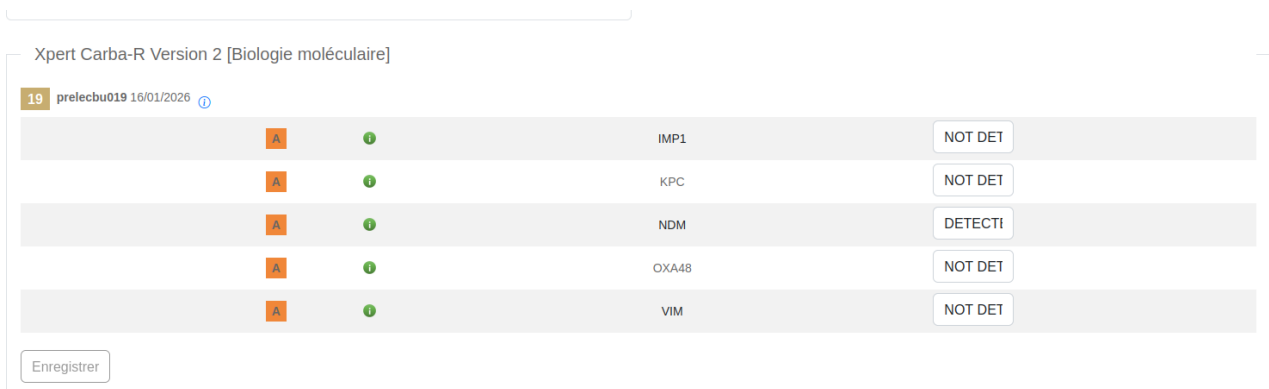 Xpert Carba-R Version 2 [Biologie moléculaire]
19 prelecbu019 16/01/2026 i
A i IMP1 NOT DET
A i KPC NOT DET
A i NDM DETECTE
A i OXA48 NOT DET
A i VIM NOT DET
Enregistrer